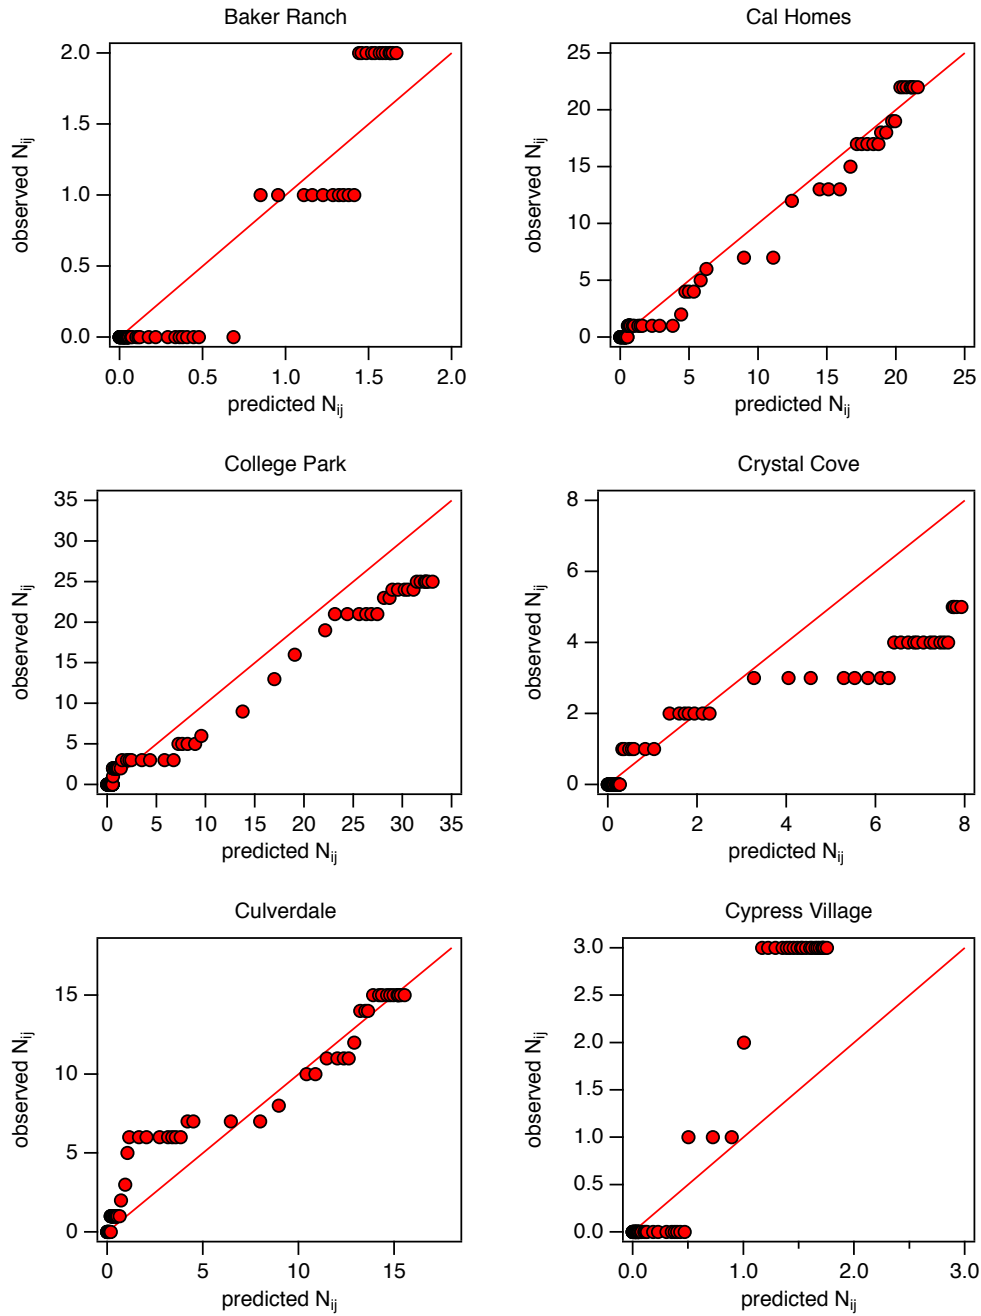 Baker Ranch
2.0
1.5
1.0
0.5
0.0
observed Nij
0.0 0.5 1.0 1.5 2.0
predicted Nij
Cal Homes
25
20
15
10
5
0
observed Nij
0 5 10 15 20 25
predicted Nij
College Park
35
30
25
20
15
10
5
0
observed Nij
0 5 10 15 20 25 30 35
predicted Nij
Crystal Cove
8
6
4
2
0
observed Nij
0 2 4 6 8
predicted Nij
Culverdale
15
10
5
0
observed Nij
0 5 10 15
predicted Nij
Cypress Village
3.0
2.5
2.0
1.5
1.0
0.5
0.0
observed Nij
0.0 1.0 2.0 3.0
predicted Nij